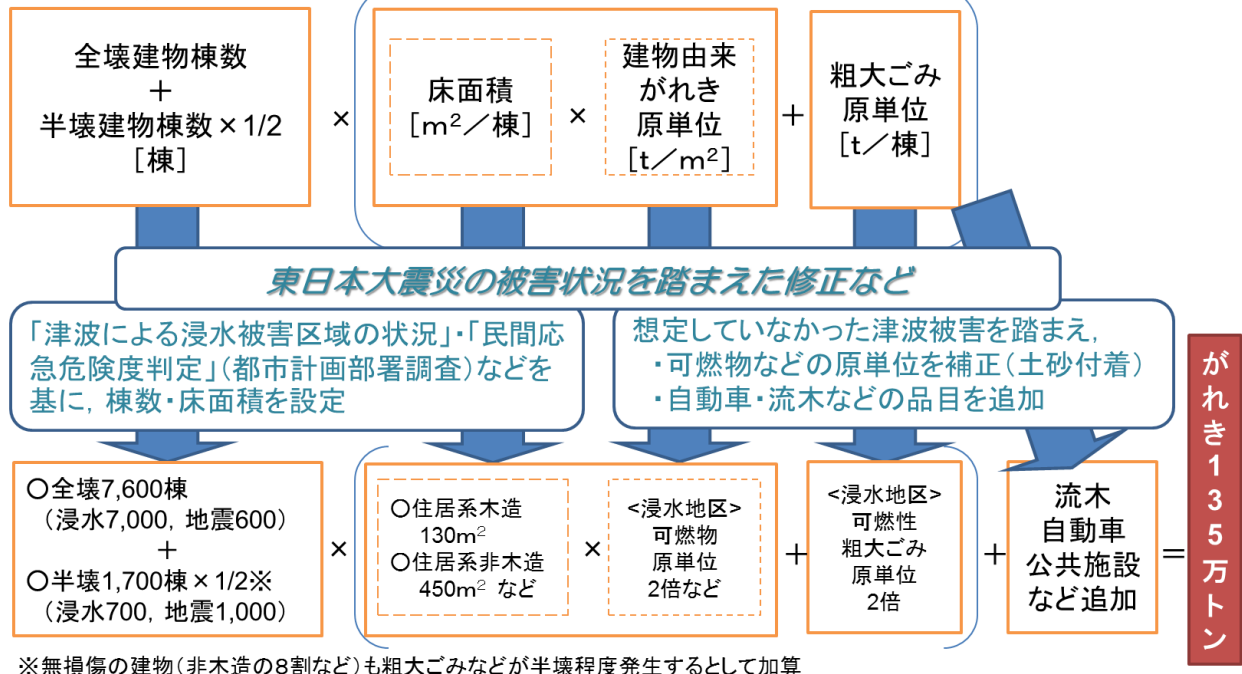 全壊建物棟数
+
半壊建物棟数×1/2
[棟]
×
床面積
[m²/棟]
×
建物由来
がれき
原単位
[t/m²]
+
粗大ごみ
原単位
[t/棟]
東日本大震災の被害状況を踏まえた修正など
「津波による浸水被害区域の状況」・「民間応
急危険度判定」(都市計画部署調査)などを
基に,棟数・床面積を設定
想定していなかった津波被害を踏まえ,
・可燃物などの原単位を補正(土砂付着)
・自動車・流木などの品目を追加
○全壊7,600棟
(浸水7,000,地震600)
+
○半壊1,700棟×1/2※
(浸水700,地震1,000)
×
○住居系木造
130m²
○住居系非木造
450m² など
×
<浸水地区>
可燃物
原単位
2倍など
+
<浸水地区>
可燃性
粗大ごみ
原単位
2倍
+
流木
自動車
公共施設
など追加
=
がれき135万トン
※無損傷の建物(非木造の8割など)も粗大ごみなどが半壊程度発生するとして加算